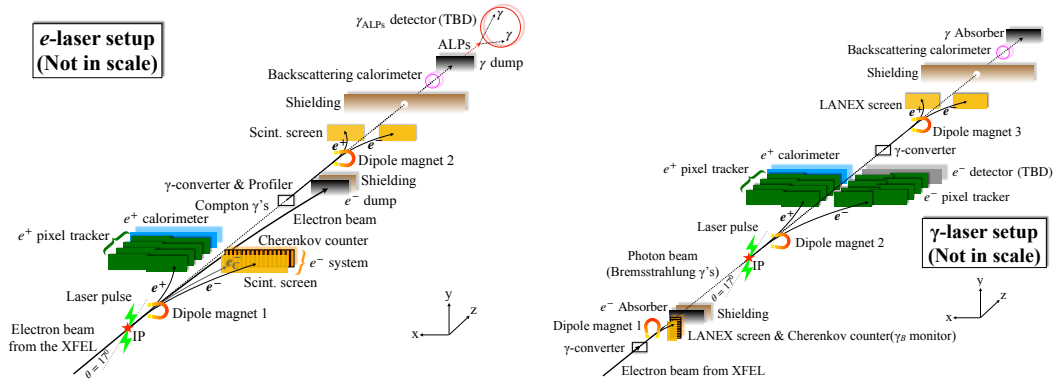 e-laser setup
(Not in scale)
γALPs detector (TBD)
γ
γ
ALPs
γ dump
Backscattering calorimeter
Shielding
Scint. screen
e+
e−
Dipole magnet 2
γ-converter & Profiler
Shielding
e− dump
Compton γ's
Electron beam
e+ calorimeter
e+ pixel tracker
Cherenkov counter
e−C
e− system
Scint. screen
e+
e−
Laser pulse
Dipole magnet 1
IP
Electron beam
from the XFEL
θ = 17⁰
y
z
x
γ Absorber
Backscattering calorimeter
Shielding
LANEX screen
e+
e−
Dipole magnet 3
γ-converter
e+ calorimeter
e+ pixel tracker
e− detector (TBD)
e− pixel tracker
e+
e−
Laser pulse
Dipole magnet 2
IP
γ-laser setup
(Not in scale)
Photon beam
(Bremsstrahlung γ's)
θ = 17⁰
e− Absorber
Shielding
Dipole magnet 1
LANEX screen & Cherenkov counter(γB monitor)
γ-converter
Electron beam from XFEL
y
z
x